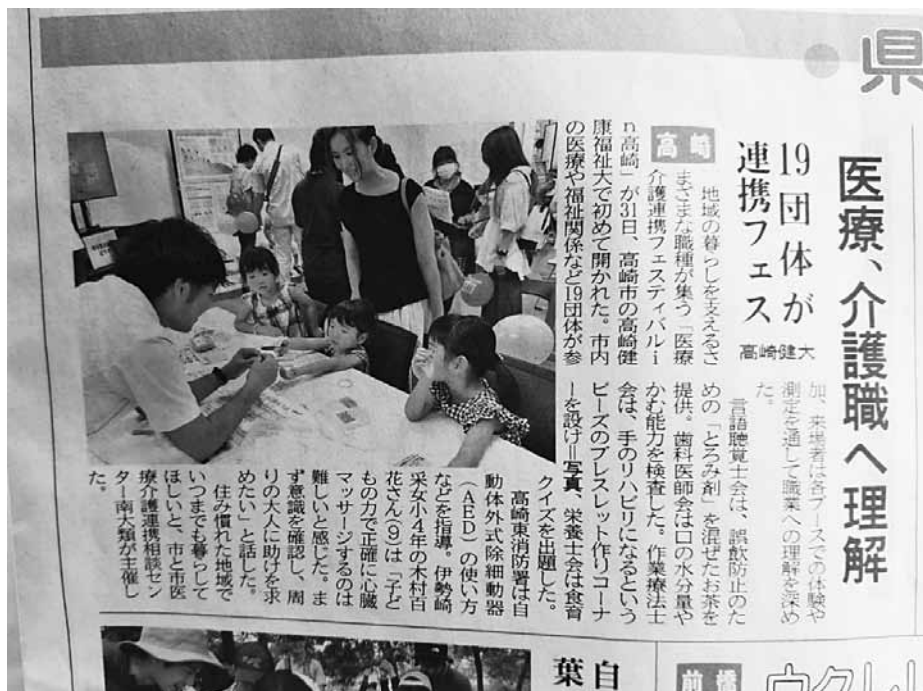 県
医療、介護職へ理解
19団体が
連携フェス
高崎健大
高崎
地域の暮らしを支えるさ
まざまな職種が集う「医療
介護連携フェスティバルi
n高崎」が31日、高崎市の高崎健
康福祉大で初めて開かれた。市内
の医療や福祉関係など19団体が参
加、来場者は各ブースでの体験や
測定を通して職業への理解を深め
た。
言語聴覚士会は、誤飲防止のた
めの「とろみ剤」を混ぜたお茶を
提供。歯科医師会は口の水分量や
かむ能力を検査した。作業療法士
会は、手のリハビリになるという
ビーズのブレスレット作りコーナ
ーを設け＝写真、栄養士会は食育
クイズを出題した。
高崎東消防署は自
動体外式除細動器
（AED）の使い方
などを指導。伊勢崎
采女小4年の木村百
花さん(9)は「子ど
もの力で正確に心臓
マッサージするのは
難しいと感じた。ま
ず意識を確認し、周
りの大人に助けを求
めたい」と話した。
住み慣れた地域で
いつまでも暮らして
ほしいと、市と市医
療介護連携相談セン
ター南大類が主催し
た。
自
葉
前橋
ウクレ